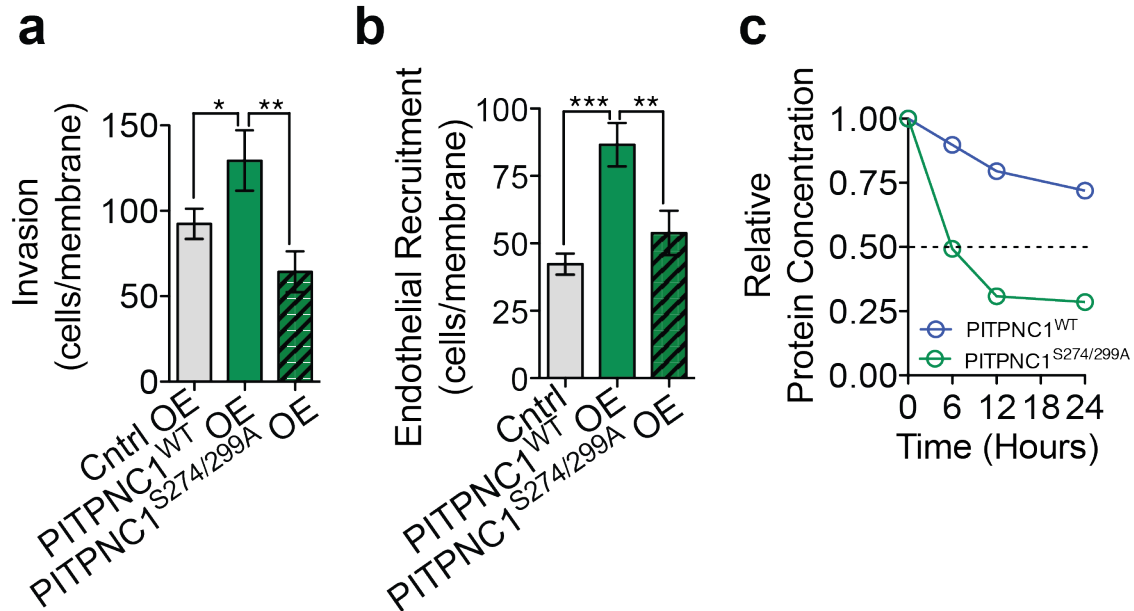 a
Invasion
(cells/membrane)
150
100
50
0
* **
Cntrl OE
PITPNC1WT OE
PITPNC1S274/299A OE
b
Endothelial Recruitment
(cells/membrane)
100
75
50
25
0
*** **
Cntrl
PITPNC1WT OE
PITPNC1S274/299A OE
c
Relative
Protein Concentration
1.00
0.75
0.50
0.25
0.00
PITPNC1WT
PITPNC1S274/299A
0 6 12 18 24
Time (Hours)